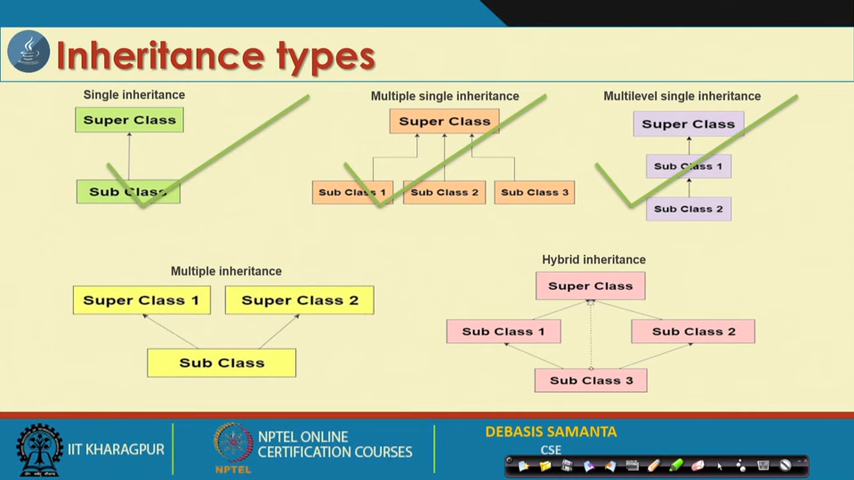 Inheritance types
Single inheritance
Super Class
Sub Class
Multiple single inheritance
Super Class
Sub Class 1
Sub Class 2
Sub Class 3
Multilevel single inheritance
Super Class
Sub Class 1
Sub Class 2
Multiple inheritance
Super Class 1
Super Class 2
Sub Class
Hybrid inheritance
Super Class
Sub Class 1
Sub Class 2
Sub Class 3
IIT KHARAGPUR
NPTEL
NPTEL ONLINE
CERTIFICATION COURSES
DEBASIS SAMANTA
CSE